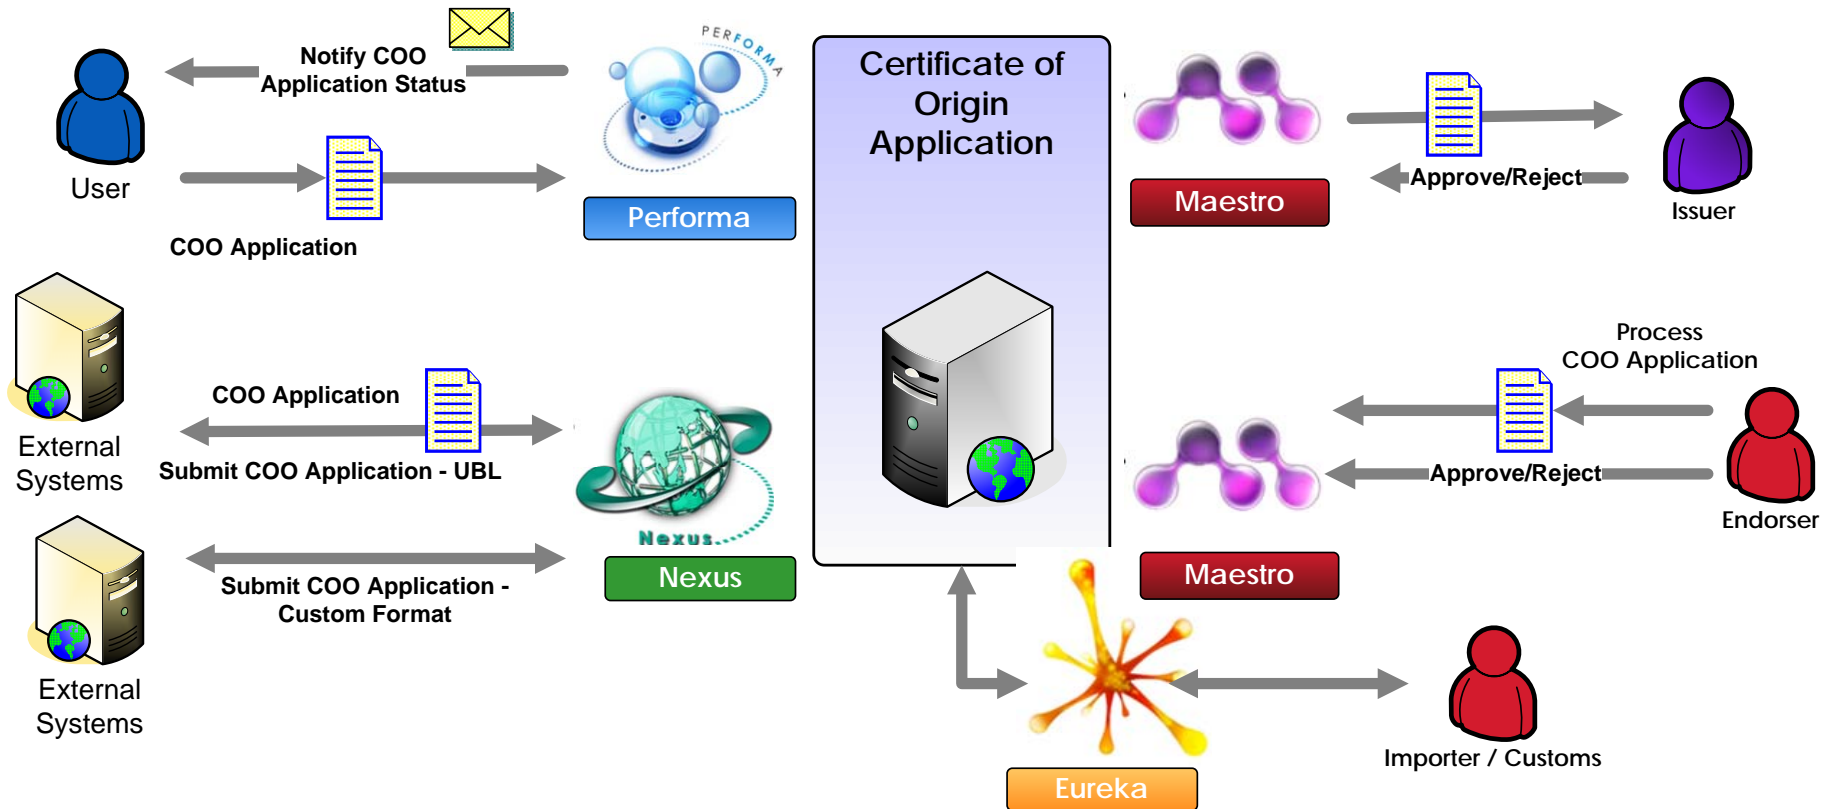 Notify COO
Application Status
PERFORMA
User
COO Application
Performa
Certificate of
Origin
Application
Maestro
Approve/Reject
Issuer
External
Systems
COO Application
Submit COO Application - UBL
Nexus
Nexus
Submit COO Application -
Custom Format
External
Systems
Process
COO Application
Approve/Reject
Endorser
Maestro
Eureka
Importer / Customs